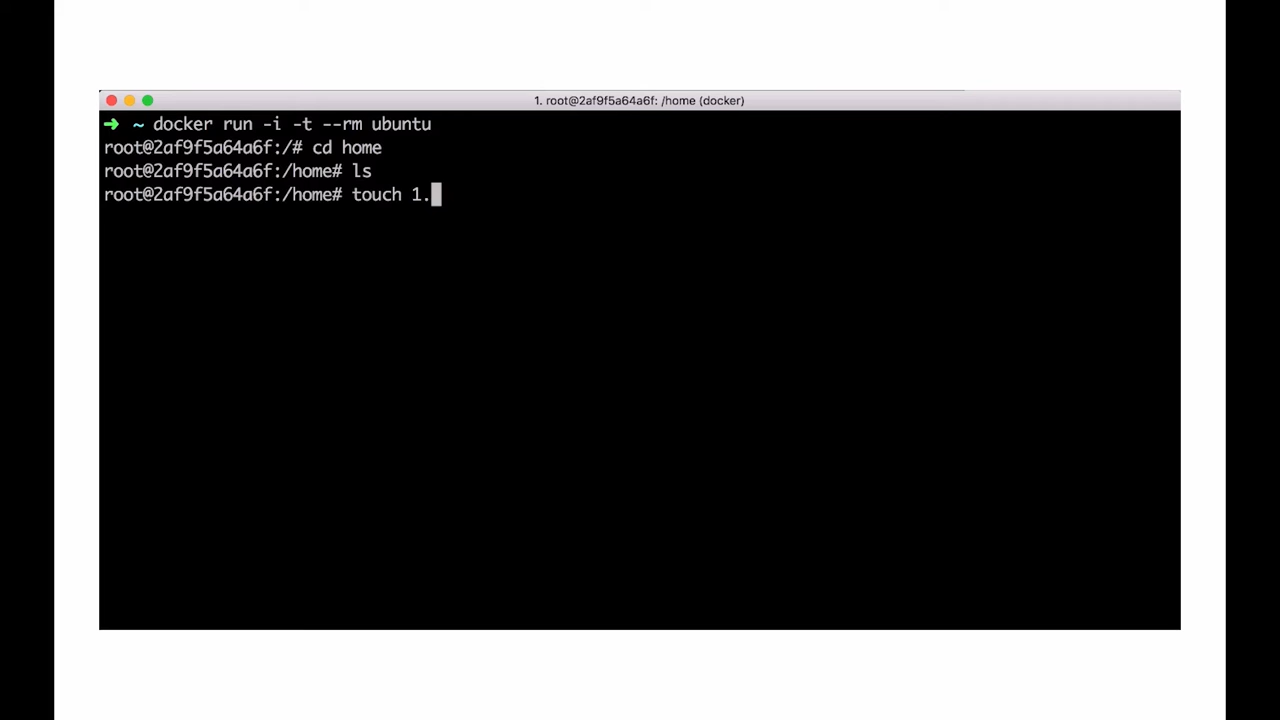 1. root@2af9f5a64a6f: /home (docker)
➜ ~ docker run -i -t --rm ubuntu
root@2af9f5a64a6f:/# cd home
root@2af9f5a64a6f:/home# ls
root@2af9f5a64a6f:/home# touch 1.